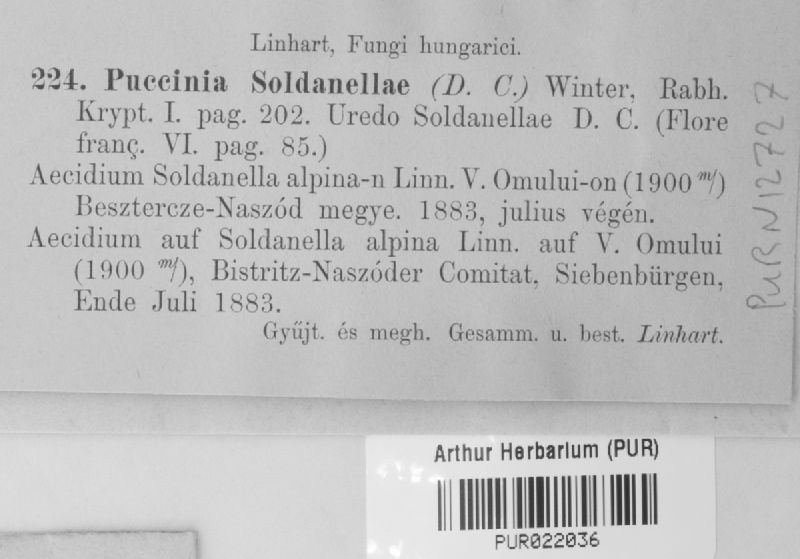 Linhart, Fungi hungarici.
224. Puccinia Soldanellae (D. C.) Winter, Rabh.
Krypt. I. pag. 202. Uredo Soldanellae D. C. (Flore
franç. VI. pag. 85.)
Aecidium Soldanella alpina-n Linn. V. Omului-on (1900 m/)
Besztercze-Naszód megye. 1883, julius végén.
Aecidium auf Soldanella alpina Linn. auf V. Omului
(1900 m/), Bistritz-Naszóder Comitat, Siebenbürgen,
Ende Juli 1883.
Gyűjt. és megh. Gesamm. u. best. Linhart.
PUR N12727
Arthur Herbarium (PUR)
PUR022036